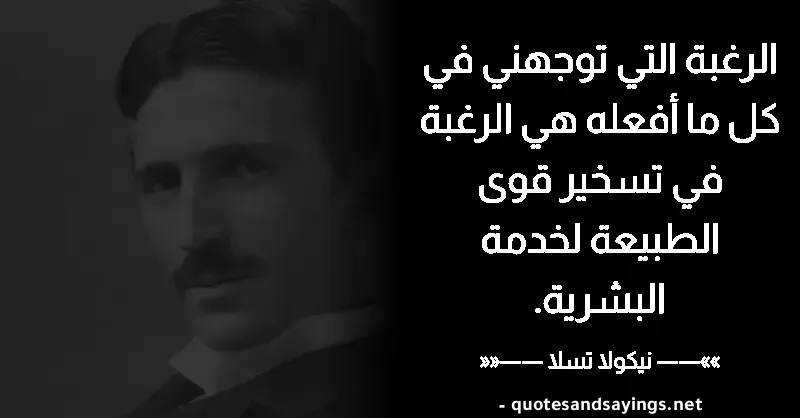 الرغبة التي توجهني في
كل ما أفعله هي الرغبة
في تسخير قوى
الطبيعة لخدمة
البشرية.
»»—— نيكولا تسلا ——««
- quotesandsayings.net